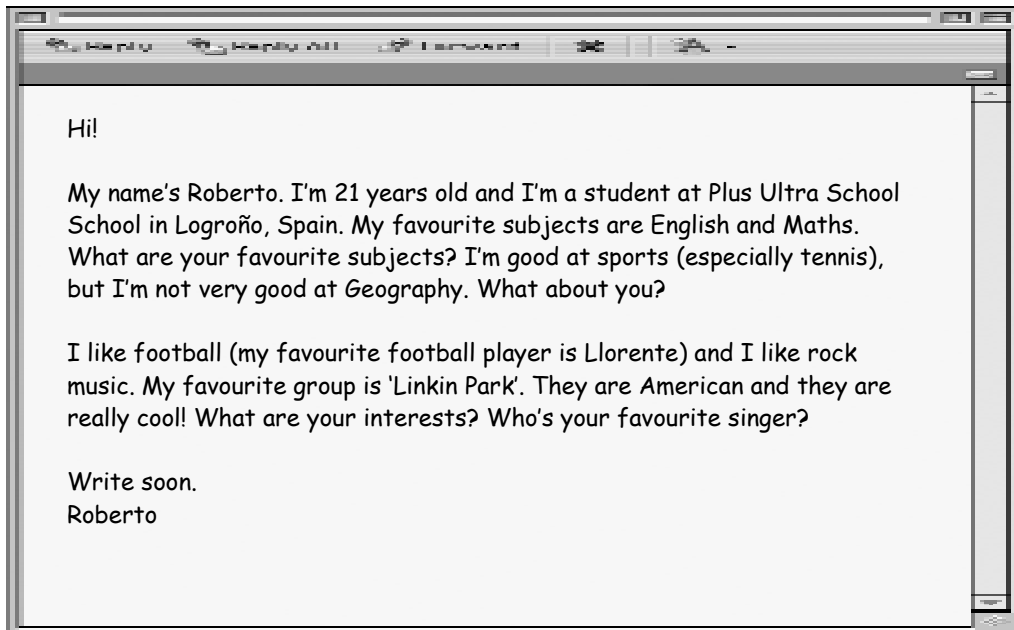 Reply Reply All Forward
Hi!
My name's Roberto. I'm 21 years old and I'm a student at Plus Ultra School
School in Logroño, Spain. My favourite subjects are English and Maths.
What are your favourite subjects? I'm good at sports (especially tennis),
but I'm not very good at Geography. What about you?
I like football (my favourite football player is Llorente) and I like rock
music. My favourite group is ‘Linkin Park’. They are American and they are
really cool! What are your interests? Who's your favourite singer?
Write soon.
Roberto